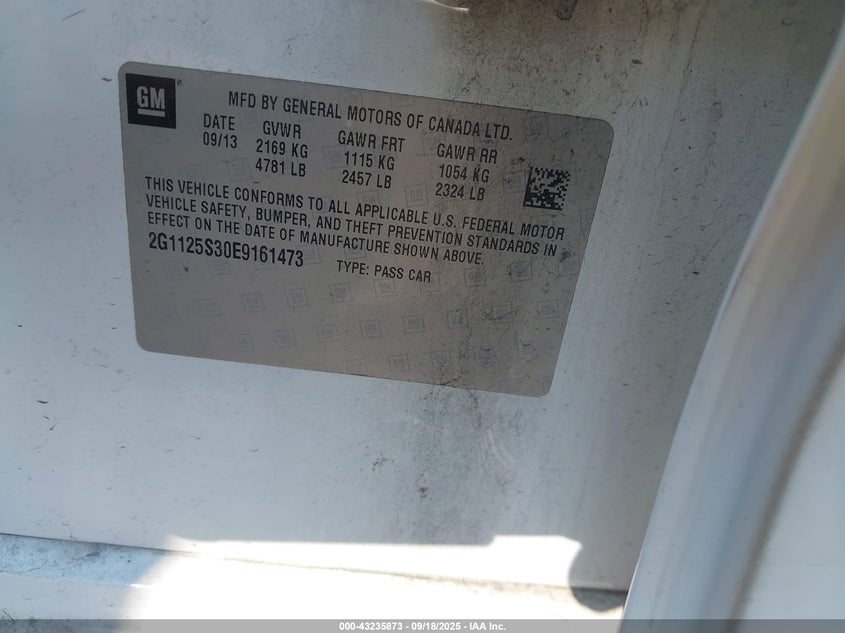 GM
MFD BY GENERAL MOTORS OF CANADA LTD.
DATE GVWR GAWR FRT GAWR RR
09/13 2169 KG 1115 KG 1054 KG
4781 LB 2457 LB 2324 LB
THIS VEHICLE CONFORMS TO ALL APPLICABLE U.S. FEDERAL MOTOR
VEHICLE SAFETY, BUMPER, AND THEFT PREVENTION STANDARDS IN
EFFECT ON THE DATE OF MANUFACTURE SHOWN ABOVE.
2G1125S30E9161473 TYPE: PASS CAR
000-43235873 - 09/18/2025 - IAA Inc.